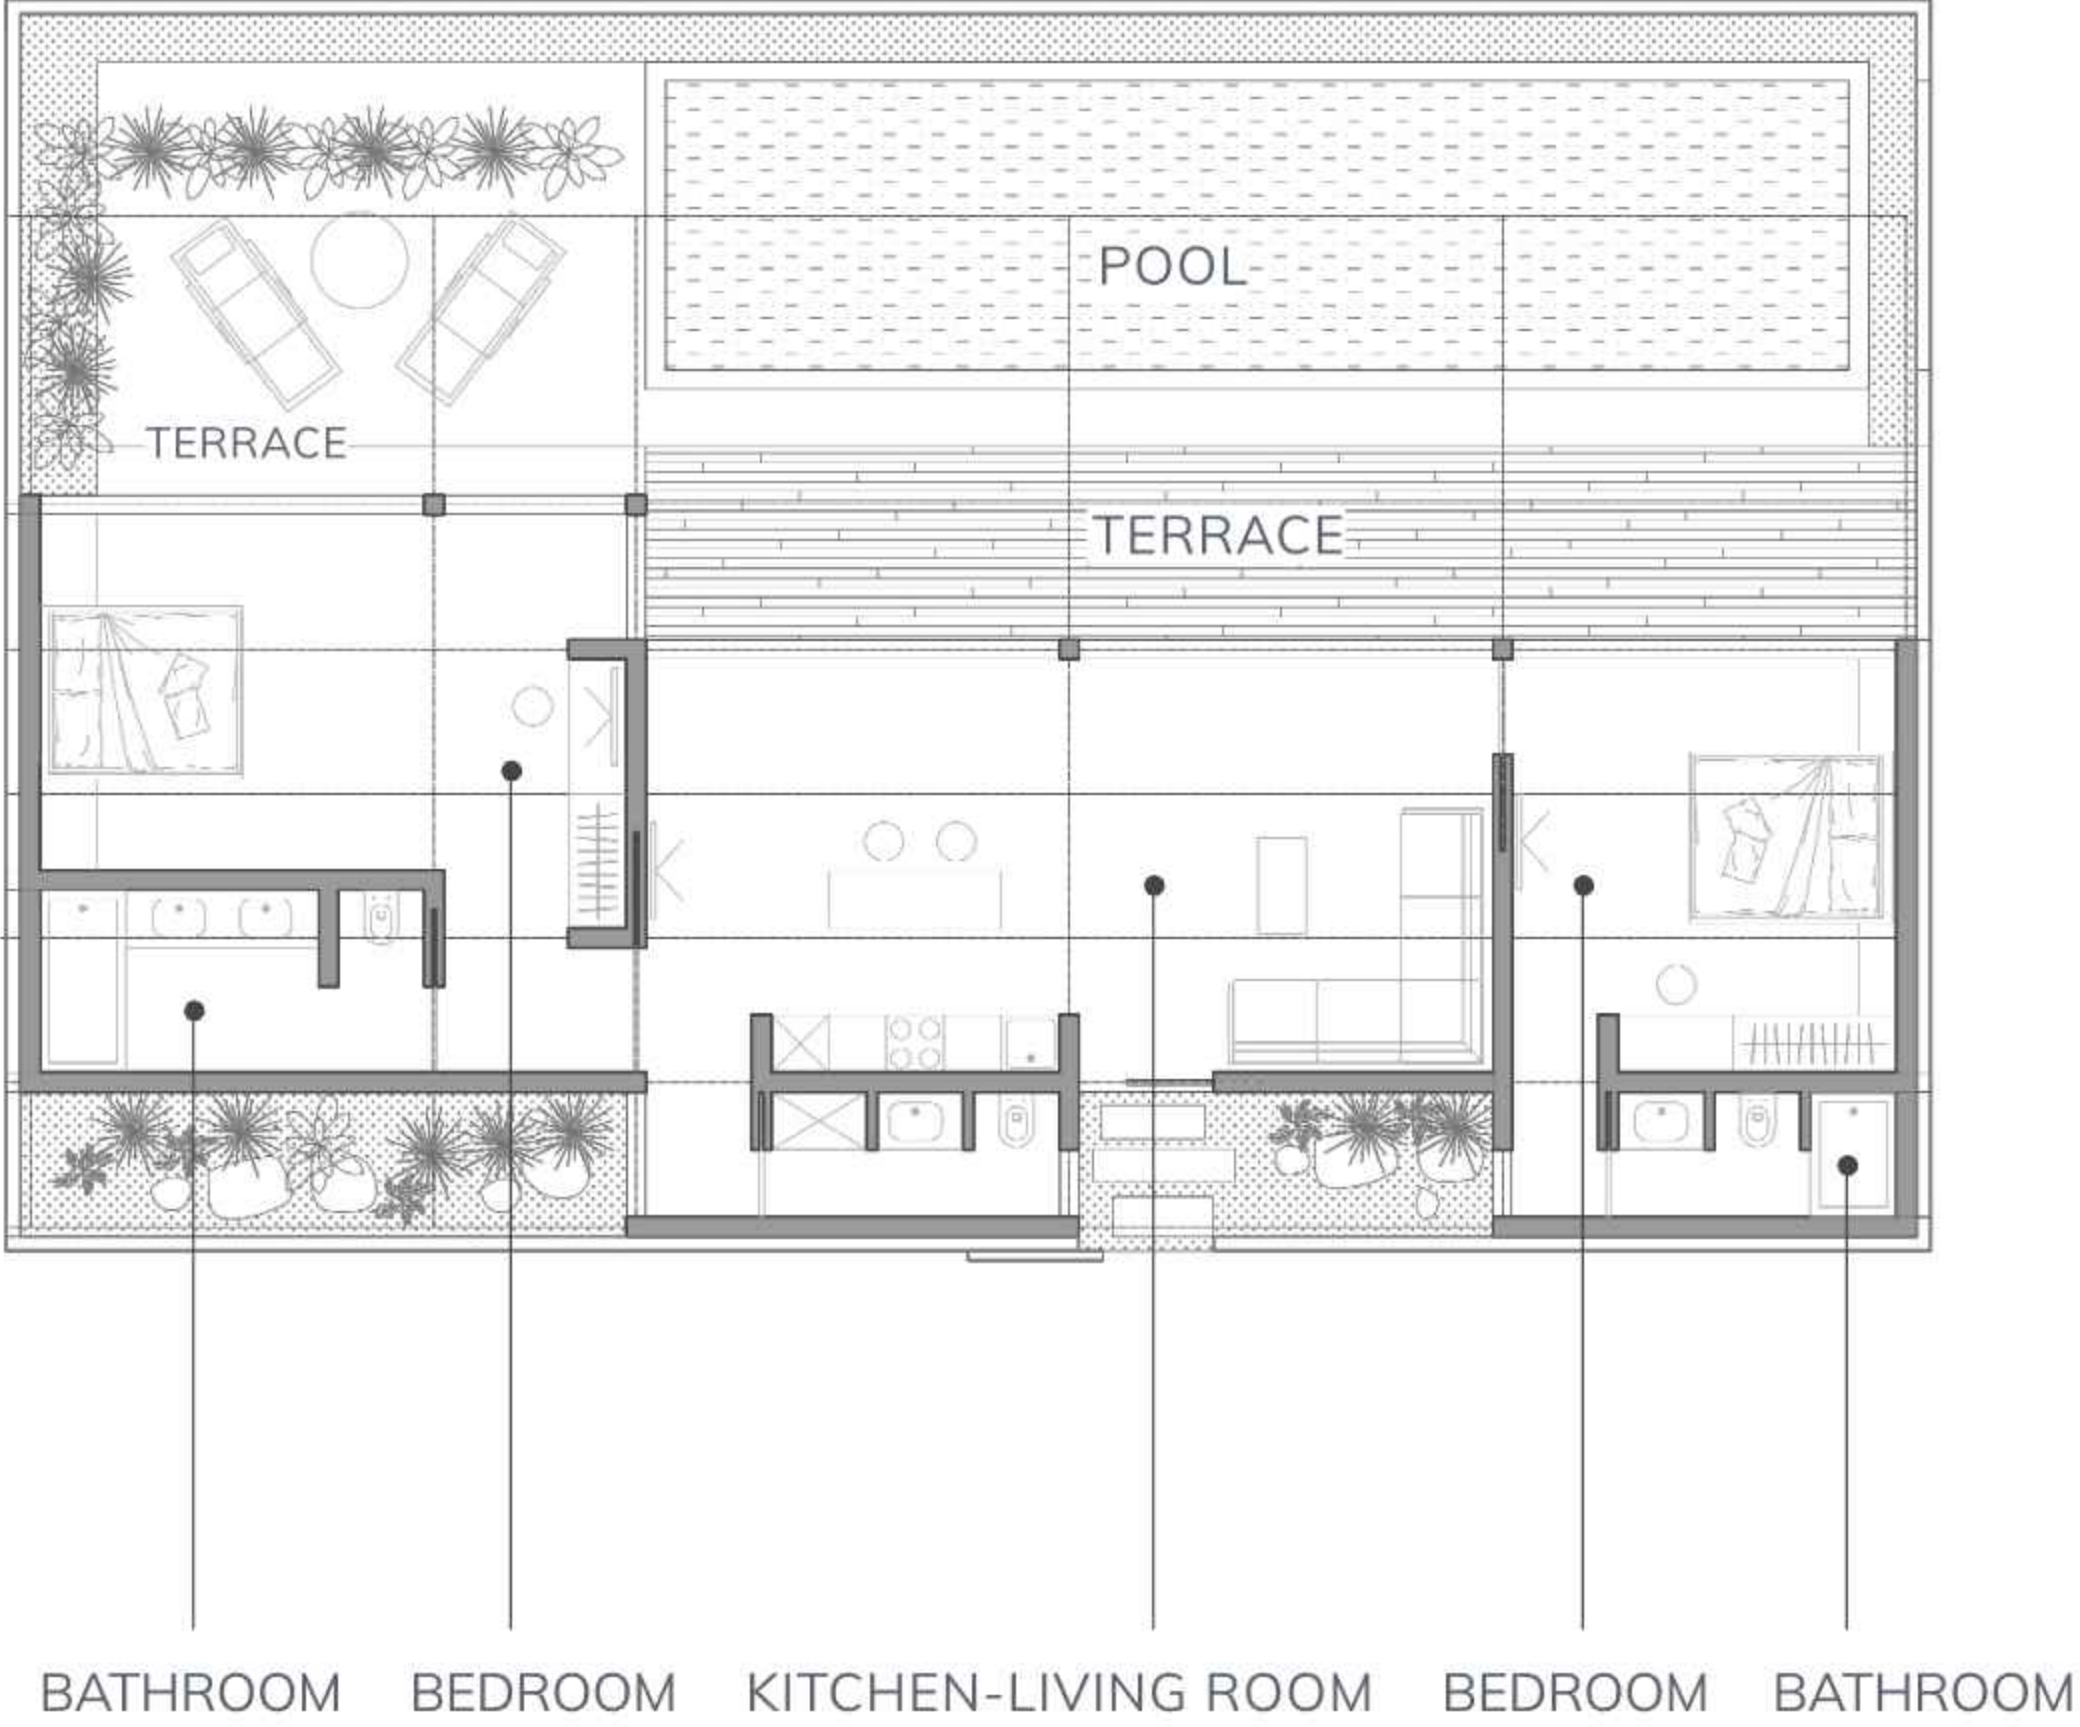 POOL
TERRACE
TERRACE
BATHROOM
BEDROOM
KITCHEN-LIVING ROOM
BEDROOM
BATHROOM